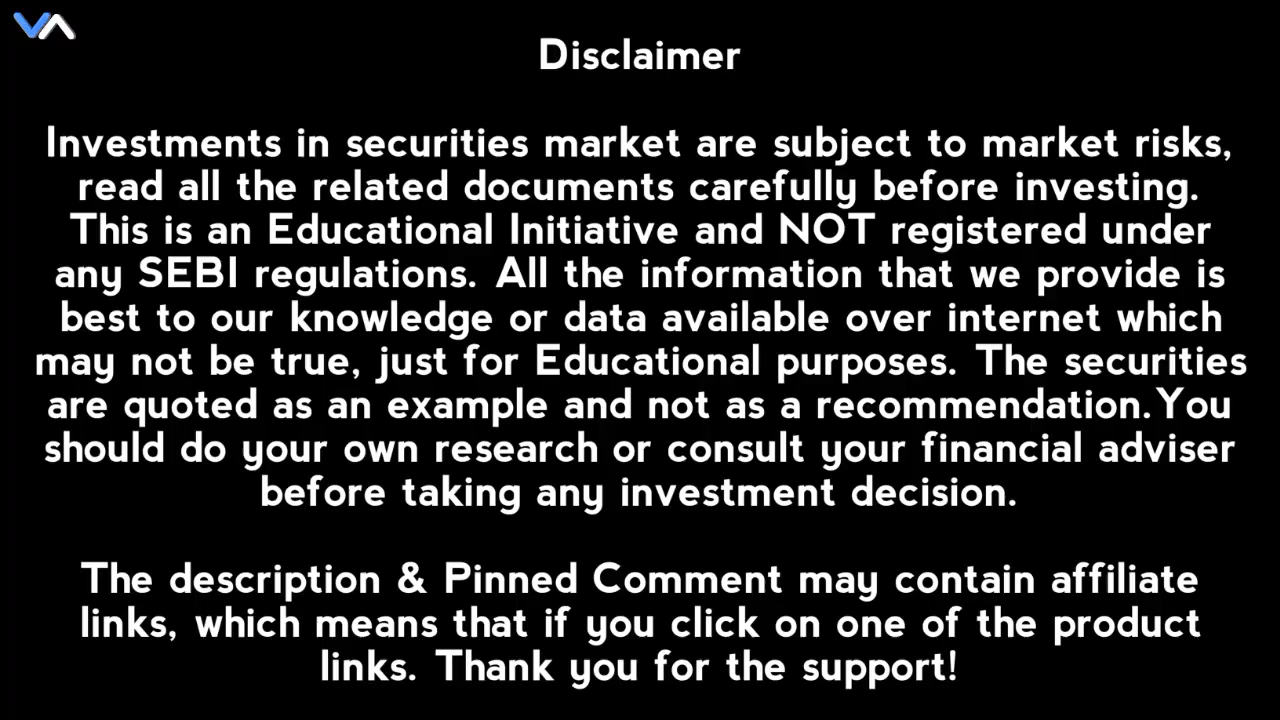 VA
Disclaimer
Investments in securities market are subject to market risks,
read all the related documents carefully before investing.
This is an Educational Initiative and NOT registered under
any SEBI regulations. All the information that we provide is
best to our knowledge or data available over internet which
may not be true, just for Educational purposes. The securities
are quoted as an example and not as a recommendation.You
should do your own research or consult your financial adviser
before taking any investment decision.
The description & Pinned Comment may contain affiliate
links, which means that if you click on one of the product
links. Thank you for the support!